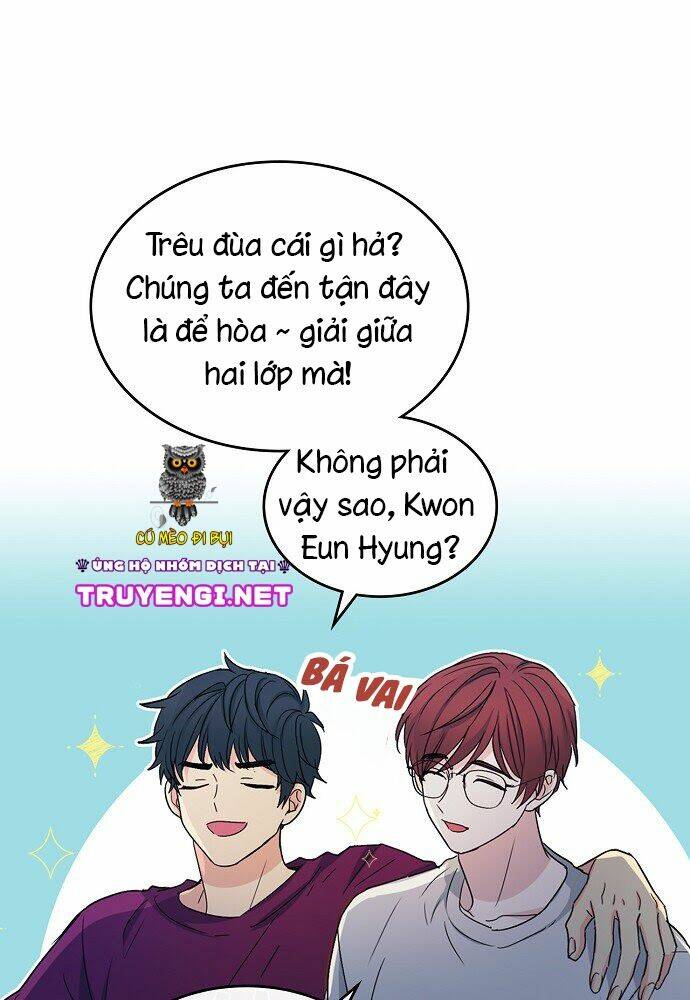 Trêu đùa cái gì hả?
Chúng ta đến tận đây
là để hòa ~ giải giữa
hai lớp mà!
Không phải
vậy sao, Kwon
Eun Hyung?
CÚ MÈO ĐI BỤI
ỦNG HỘ NHÓM DỊCH TẠI
TRUYENGI.NET
BÁ VAI